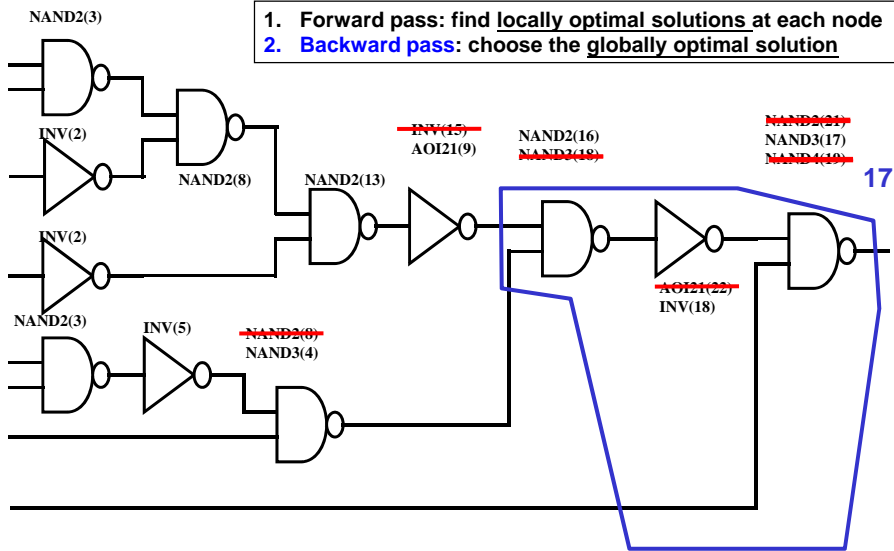 NAND2(3)
1. Forward pass: find locally optimal solutions at each node
2. Backward pass: choose the globally optimal solution
INV(2)
NAND2(8)
INV(15)
AOI21(9)
NAND2(16)
NAND3(18)
NAND2(21)
NAND3(17)
NAND4(19)
17
NAND2(13)
INV(2)
AOI21(22)
INV(18)
NAND2(3)
INV(5)
NAND2(8)
NAND3(4)